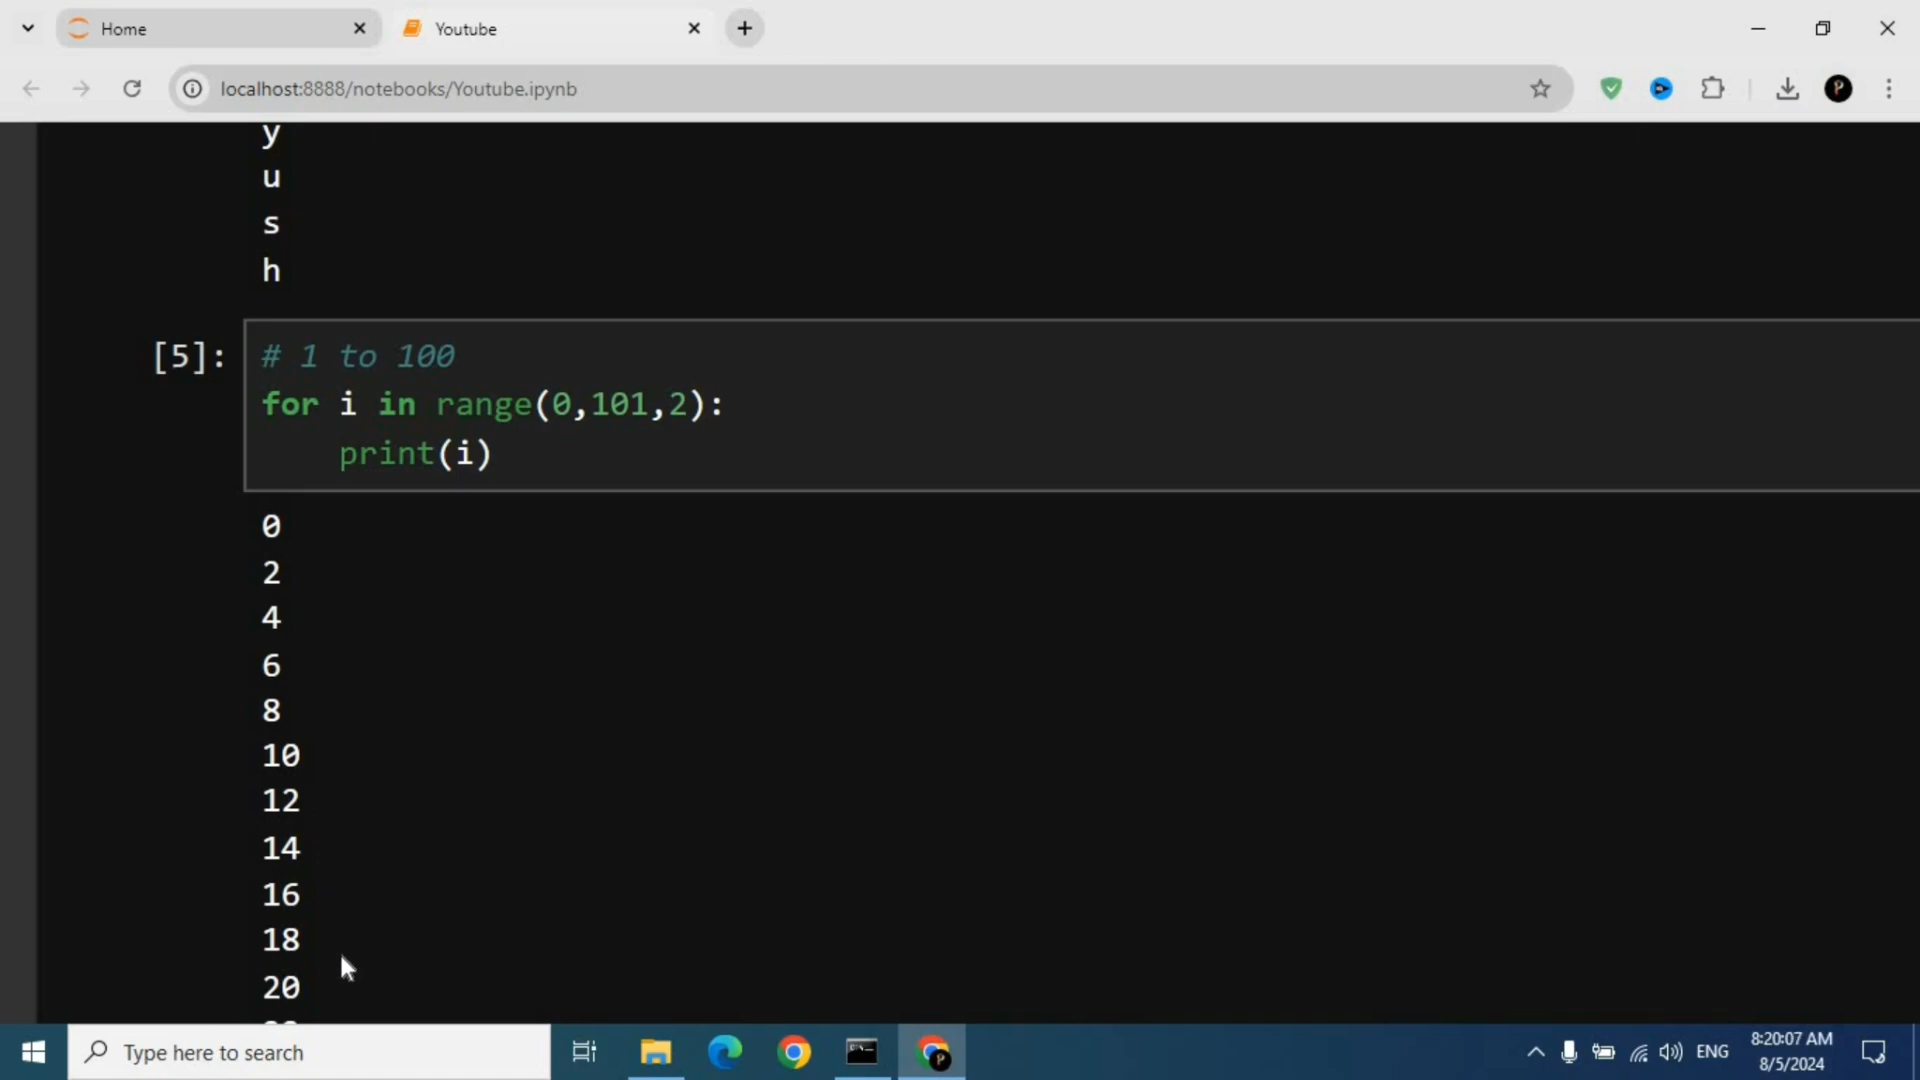 Home
Youtube
localhost:8888/notebooks/Youtube.ipynb
y
u
s
h
[5]:
# 1 to 100
for i in range(0,101,2):
    print(i)
0
2
4
6
8
10
12
14
16
18
20
Type here to search
ENG
8:20:07 AM
8/5/2024